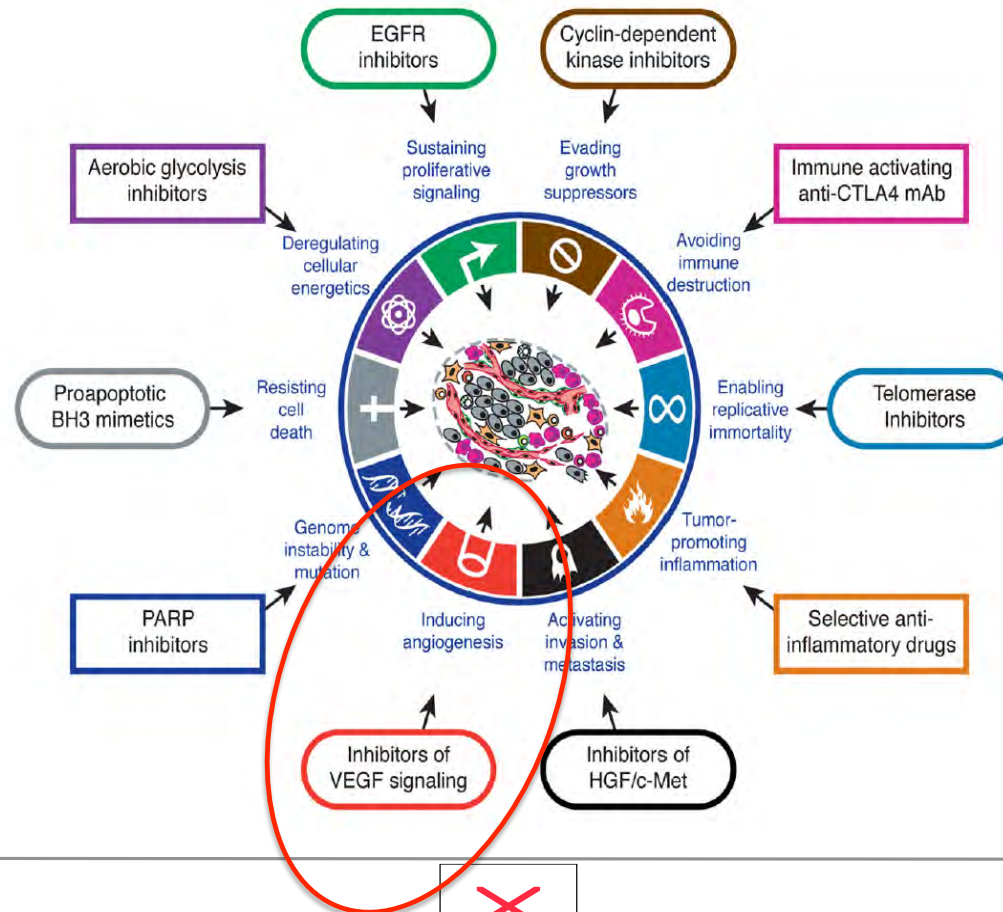 EGFR
inhibitors
Cyclin-dependent
kinase inhibitors
Sustaining
proliferative
signaling
Evading
growth
suppressors
Aerobic glycolysis
inhibitors
Immune activating
anti-CTLA4 mAb
Deregulating
cellular
energetics
Avoiding
immune
destruction
Proapoptotic
BH3 mimetics
Resisting
cell
death
Enabling
replicative
immortality
Telomerase
Inhibitors
Genome
instability &
mutation
Tumor-
promoting
inflammation
PARP
inhibitors
Inducing
angiogenesis
Activating
invasion &
metastasis
Selective anti-
inflammatory drugs
Inhibitors of
VEGF signaling
Inhibitors of
HGF/c-Met